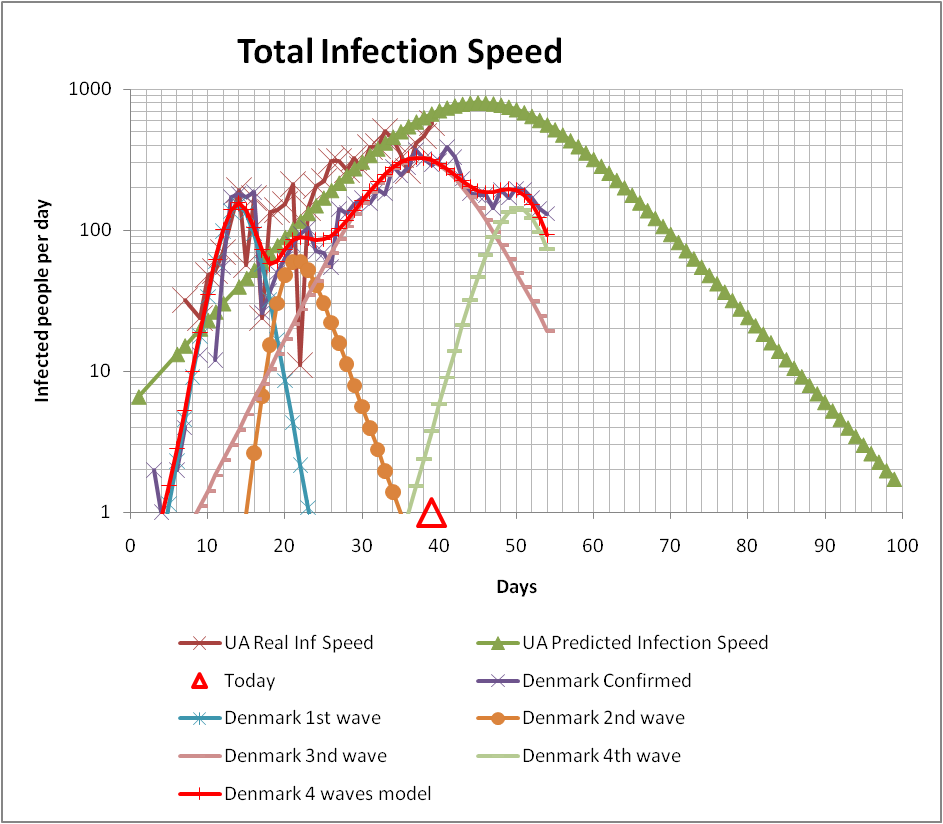 Total Infection Speed
Infected people per day
1000
100
10
1
0 10 20 30 40 50 60 70 80 90 100
Days
UA Real Inf Speed UA Predicted Infection Speed
Today Denmark Confirmed
Denmark 1st wave Denmark 2nd wave
Denmark 3nd wave Denmark 4th wave
Denmark 4 waves model